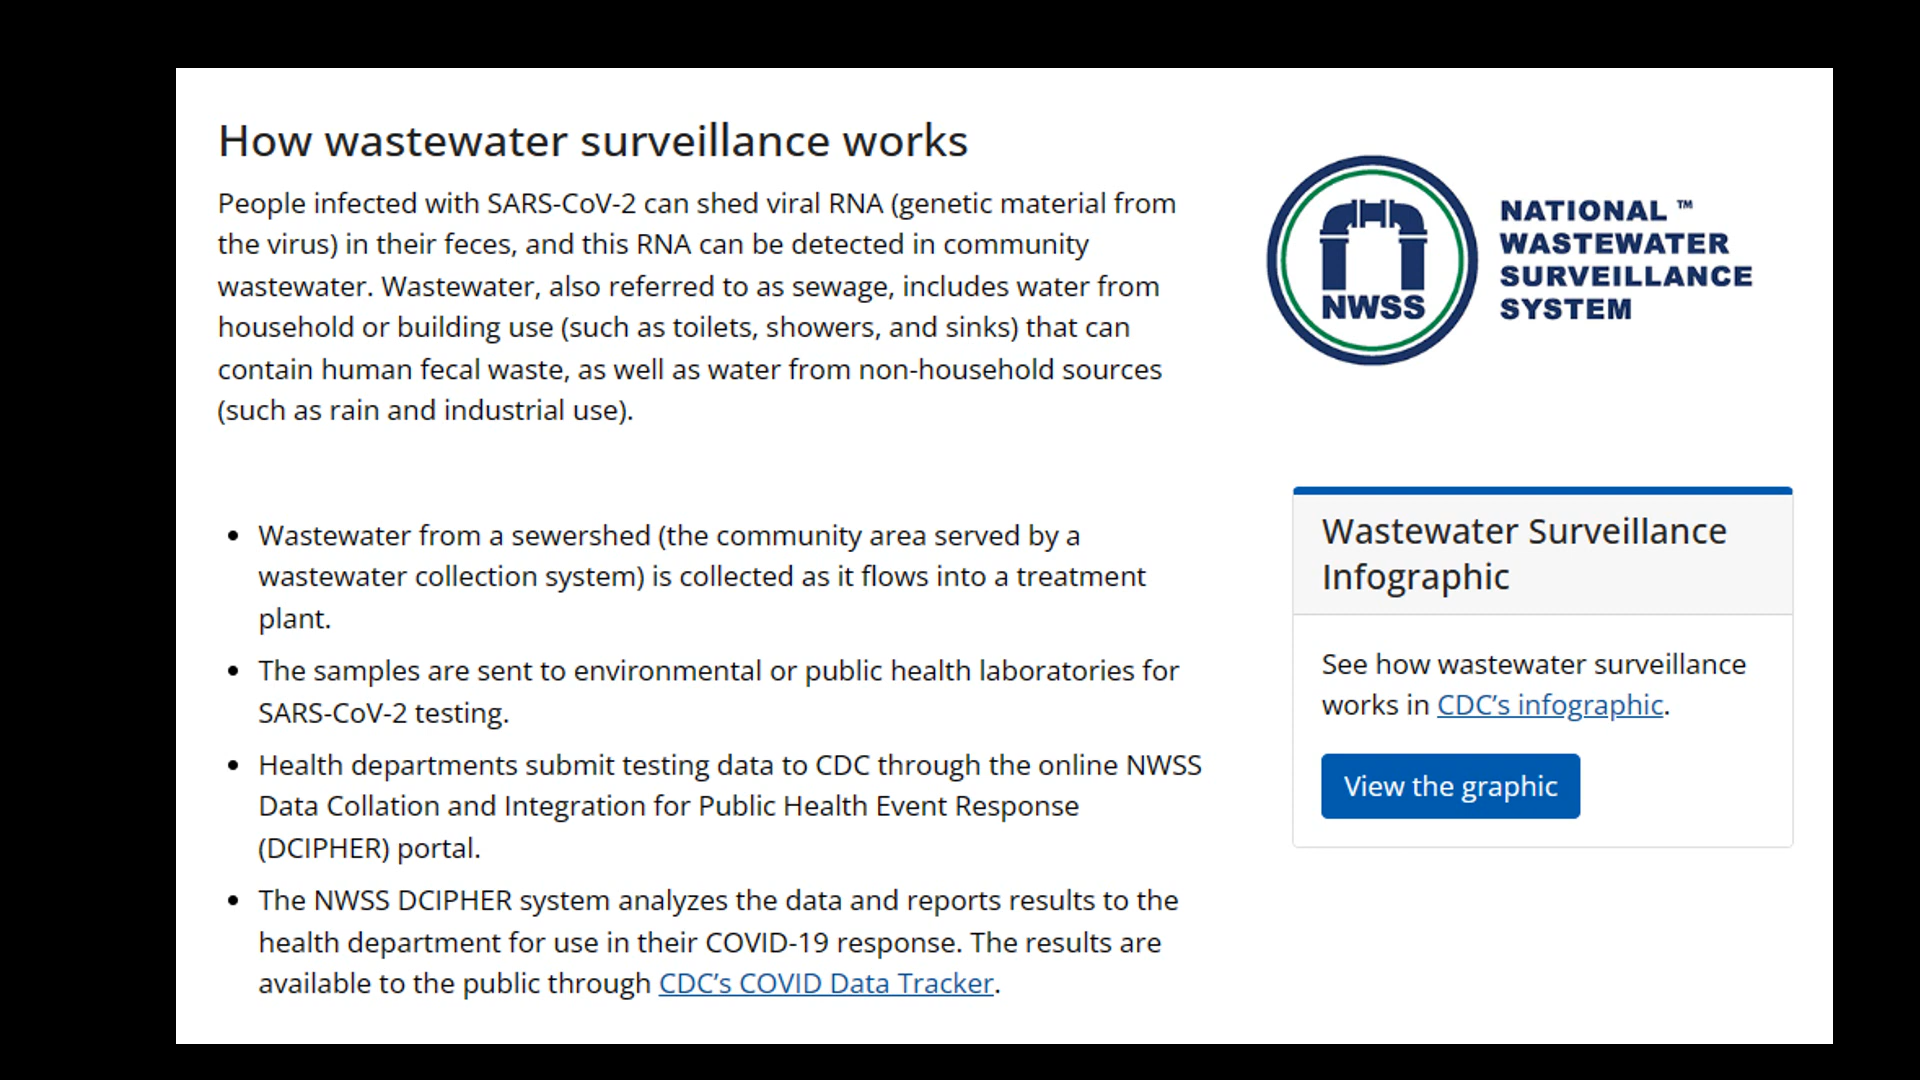 How wastewater surveillance works
People infected with SARS-CoV-2 can shed viral RNA (genetic material from
the virus) in their feces, and this RNA can be detected in community
wastewater. Wastewater, also referred to as sewage, includes water from
household or building use (such as toilets, showers, and sinks) that can
contain human fecal waste, as well as water from non-household sources
(such as rain and industrial use).
• Wastewater from a sewershed (the community area served by a
wastewater collection system) is collected as it flows into a treatment
plant.
• The samples are sent to environmental or public health laboratories for
SARS-CoV-2 testing.
• Health departments submit testing data to CDC through the online NWSS
Data Collation and Integration for Public Health Event Response
(DCIPHER) portal.
• The NWSS DCIPHER system analyzes the data and reports results to the
health department for use in their COVID-19 response. The results are
available to the public through CDC’s COVID Data Tracker.
NWSS
NATIONAL ™
WASTEWATER
SURVEILLANCE
SYSTEM
Wastewater Surveillance
Infographic
See how wastewater surveillance
works in CDC’s infographic.
View the graphic